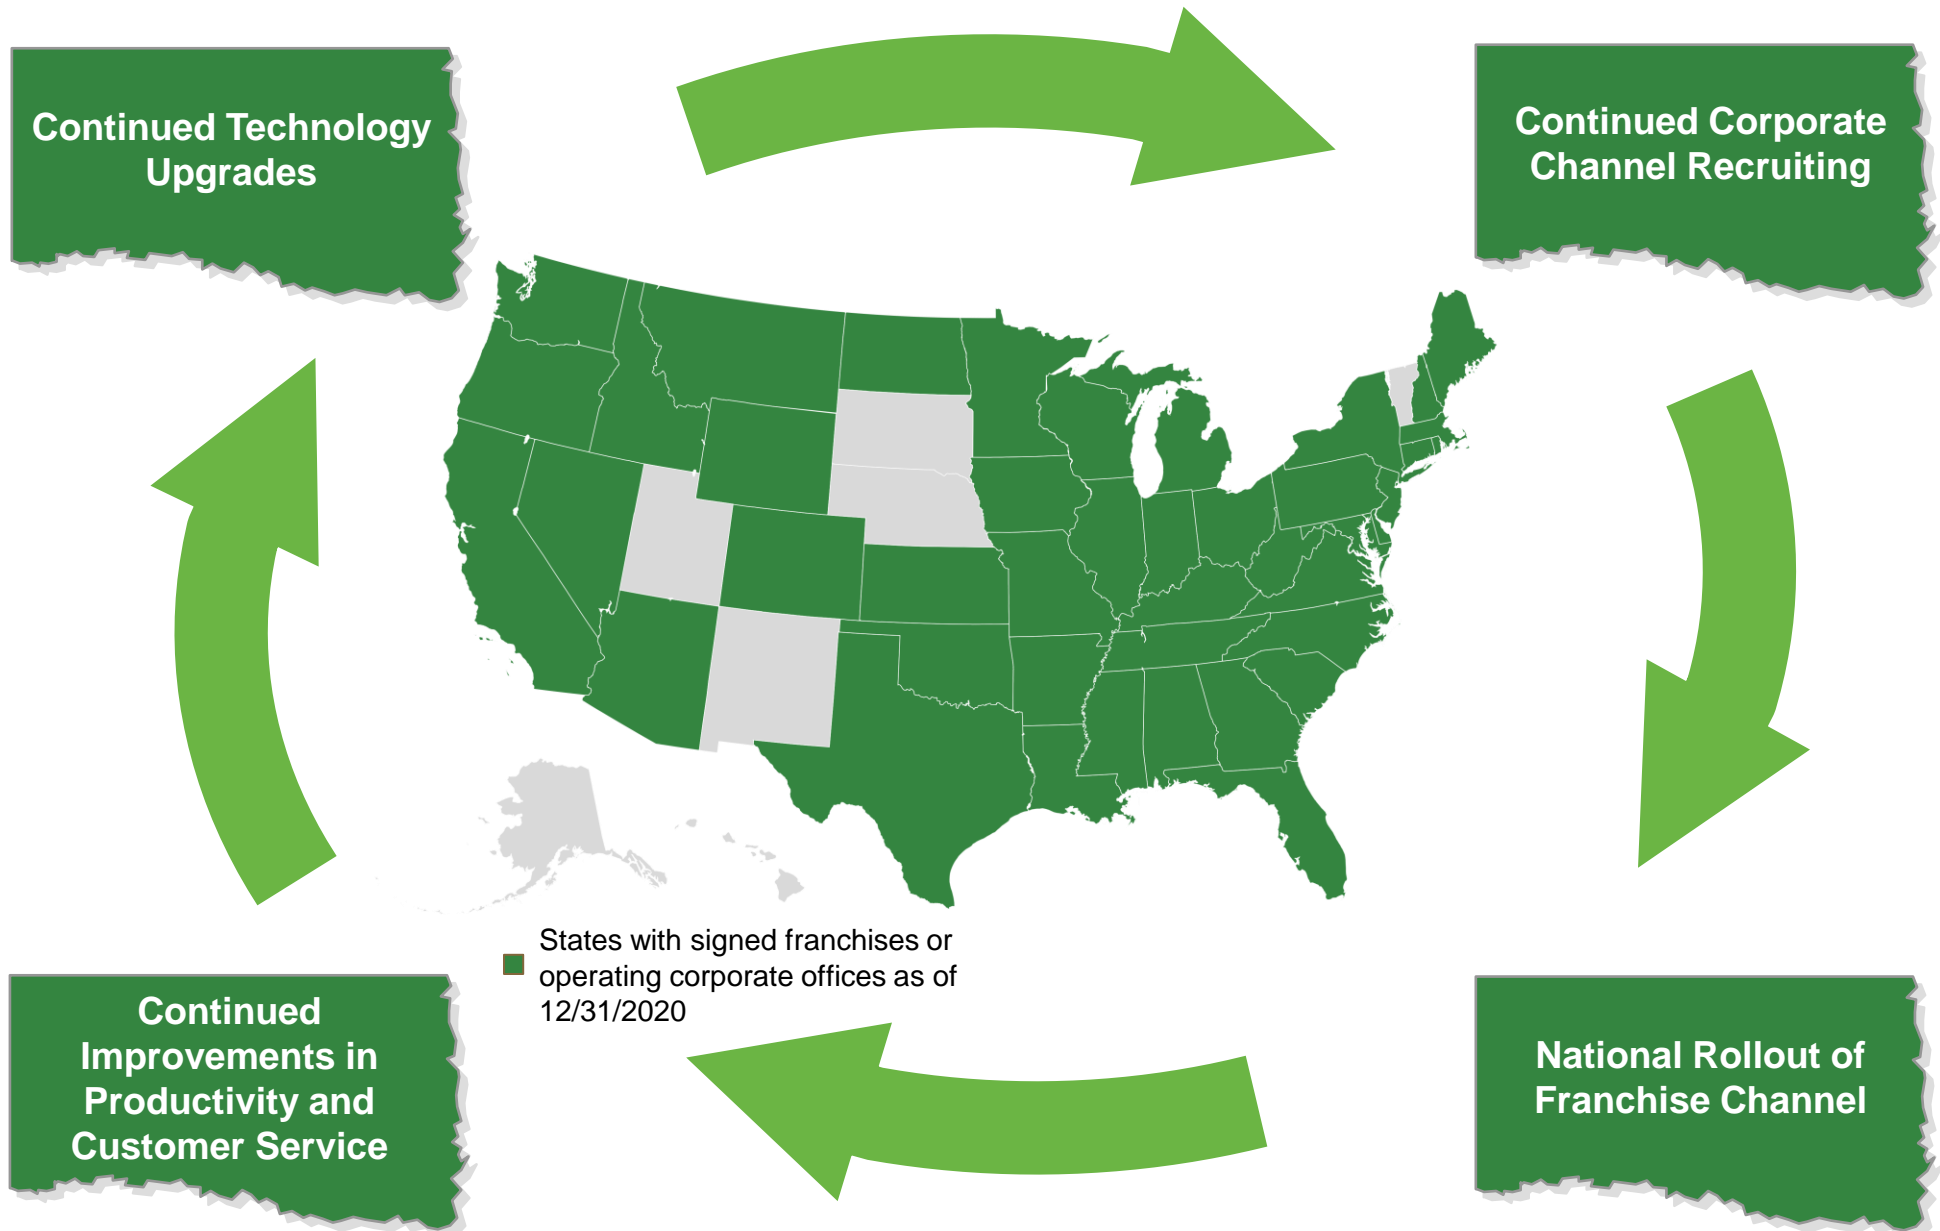 Continued Technology
Upgrades
Continued Corporate
Channel Recruiting
States with signed franchises or
operating corporate offices as of
12/31/2020
Continued
Improvements in
Productivity and
Customer Service
National Rollout of
Franchise Channel